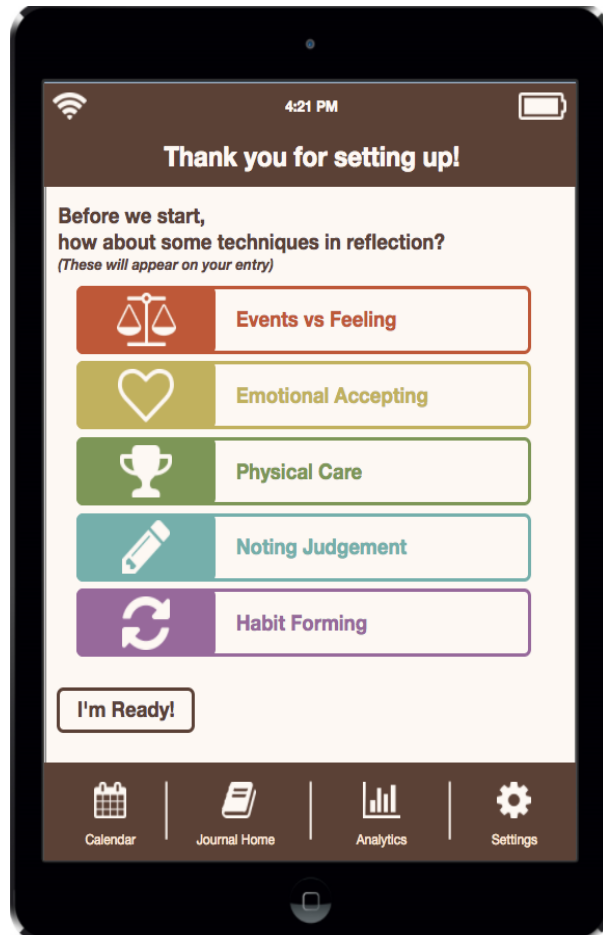 4:21 PM
Thank you for setting up!
Before we start,
how about some techniques in reflection?
(These will appear on your entry)
Events vs Feeling
Emotional Accepting
Physical Care
Noting Judgement
Habit Forming
I'm Ready!
Calendar
Journal Home
Analytics
Settings